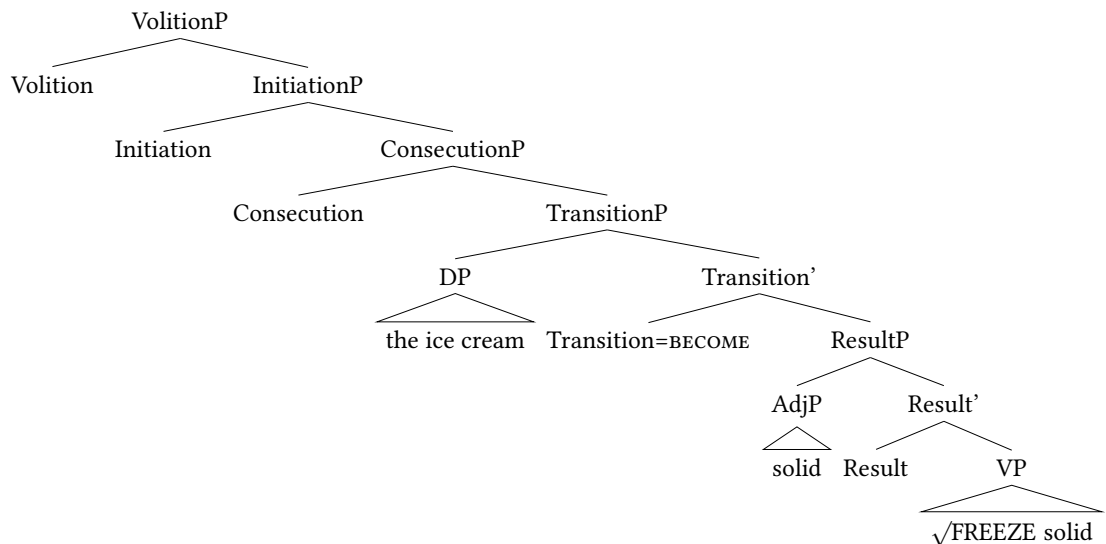 VolitionP
Volition InitiationP
Initiation ConsecutionP
Consecution TransitionP
DP Transition’
the ice cream Transition=BECOME ResultP
AdjP Result’
solid Result VP
√FREEZE solid